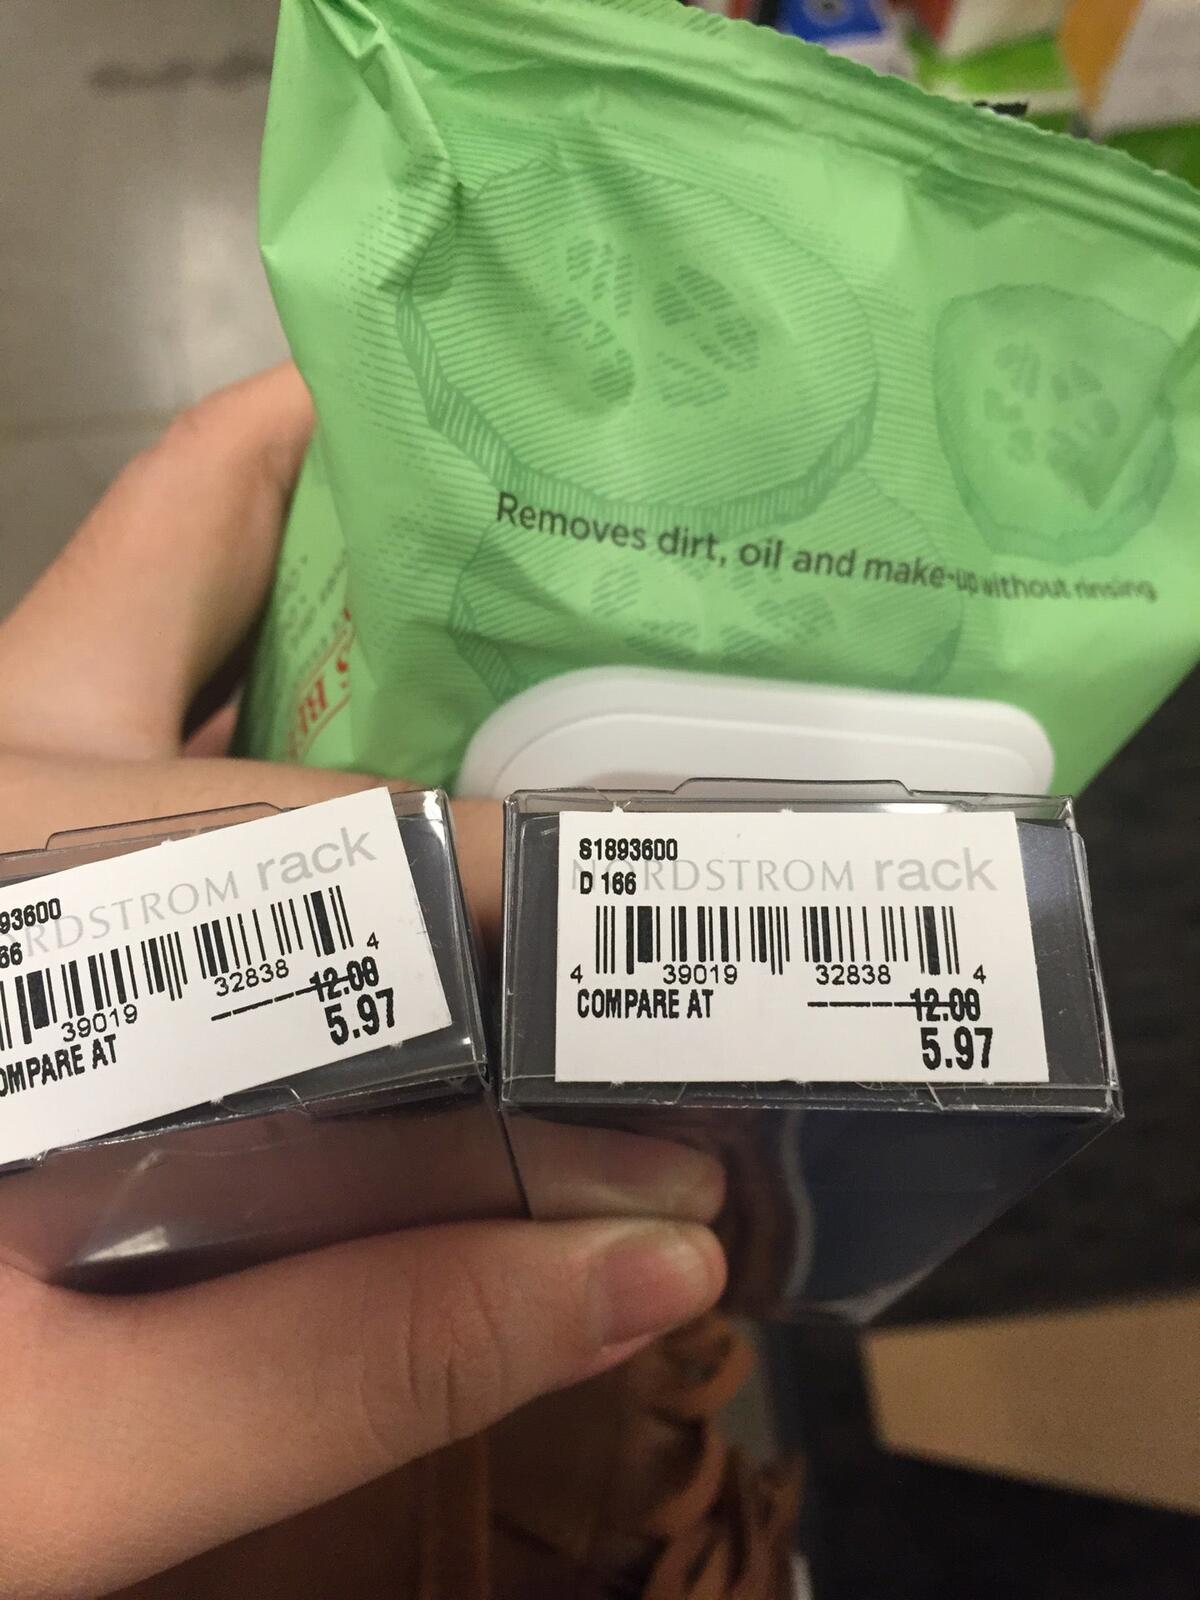 Removes dirt, oil and make-up without rinsing
93600
66
RDSTROM rack
39019 32838 4
OMPARE AT
12.00
5.97
S1893600
NORDSTROM rack
D 166
4 39019 32838 4
COMPARE AT
12.00
5.97